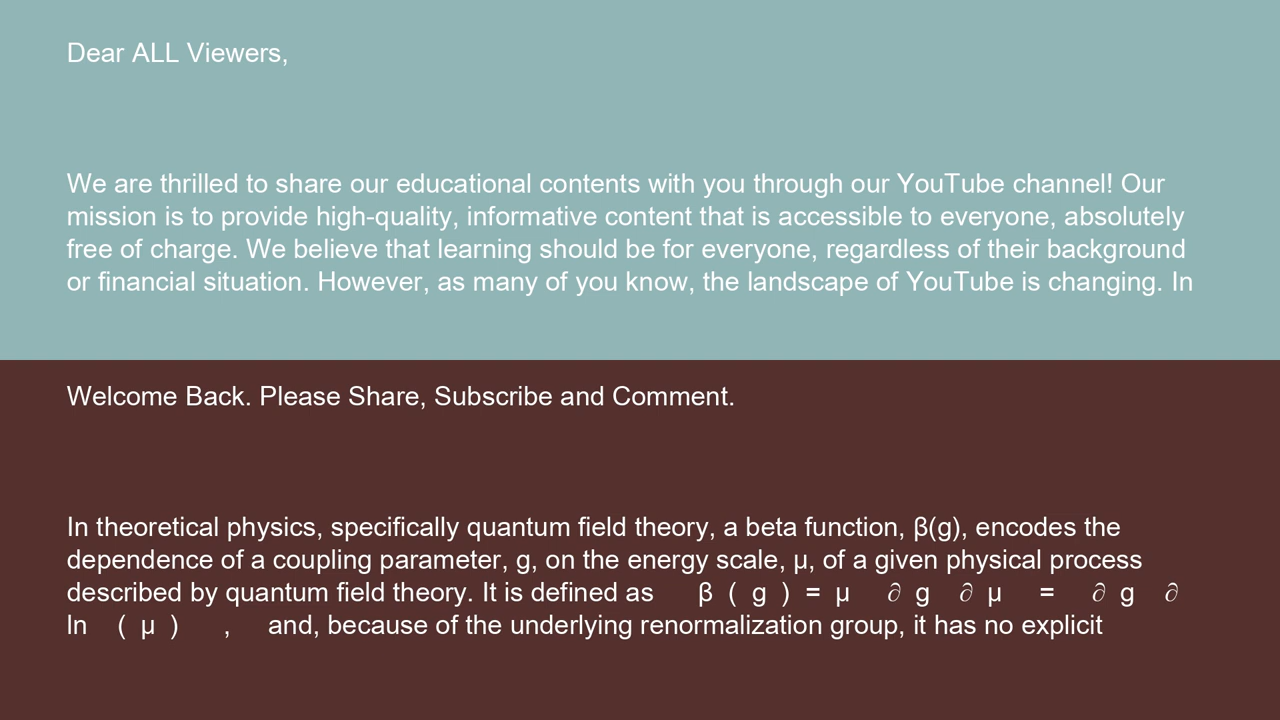 Dear ALL Viewers,
We are thrilled to share our educational contents with you through our YouTube channel! Our
mission is to provide high-quality, informative content that is accessible to everyone, absolutely
free of charge. We believe that learning should be for everyone, regardless of their background
or financial situation. However, as many of you know, the landscape of YouTube is changing. In
Welcome Back. Please Share, Subscribe and Comment.
In theoretical physics, specifically quantum field theory, a beta function, β(g), encodes the
dependence of a coupling parameter, g, on the energy scale, μ, of a given physical process
described by quantum field theory. It is defined as β ( g ) = μ ∂ g ∂ μ = ∂ g ∂
ln ( μ ) , and, because of the underlying renormalization group, it has no explicit